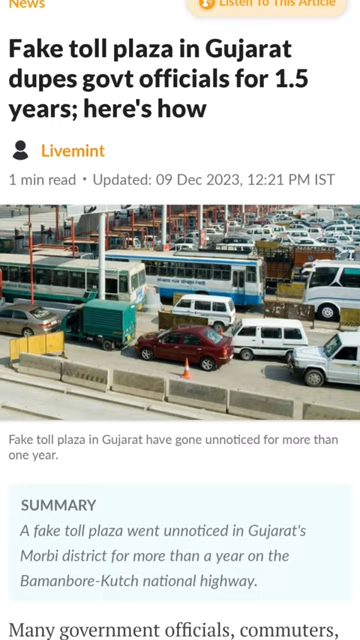 News
Listen To This Article
Fake toll plaza in Gujarat
dupes govt officials for 1.5
years; here's how
Livemint
1 min read • Updated: 09 Dec 2023, 12:21 PM IST
Fake toll plaza in Gujarat have gone unnoticed for more than
one year.
SUMMARY
A fake toll plaza went unnoticed in Gujarat's
Morbi district for more than a year on the
Bamanbore-Kutch national highway.
Many government officials, commuters,